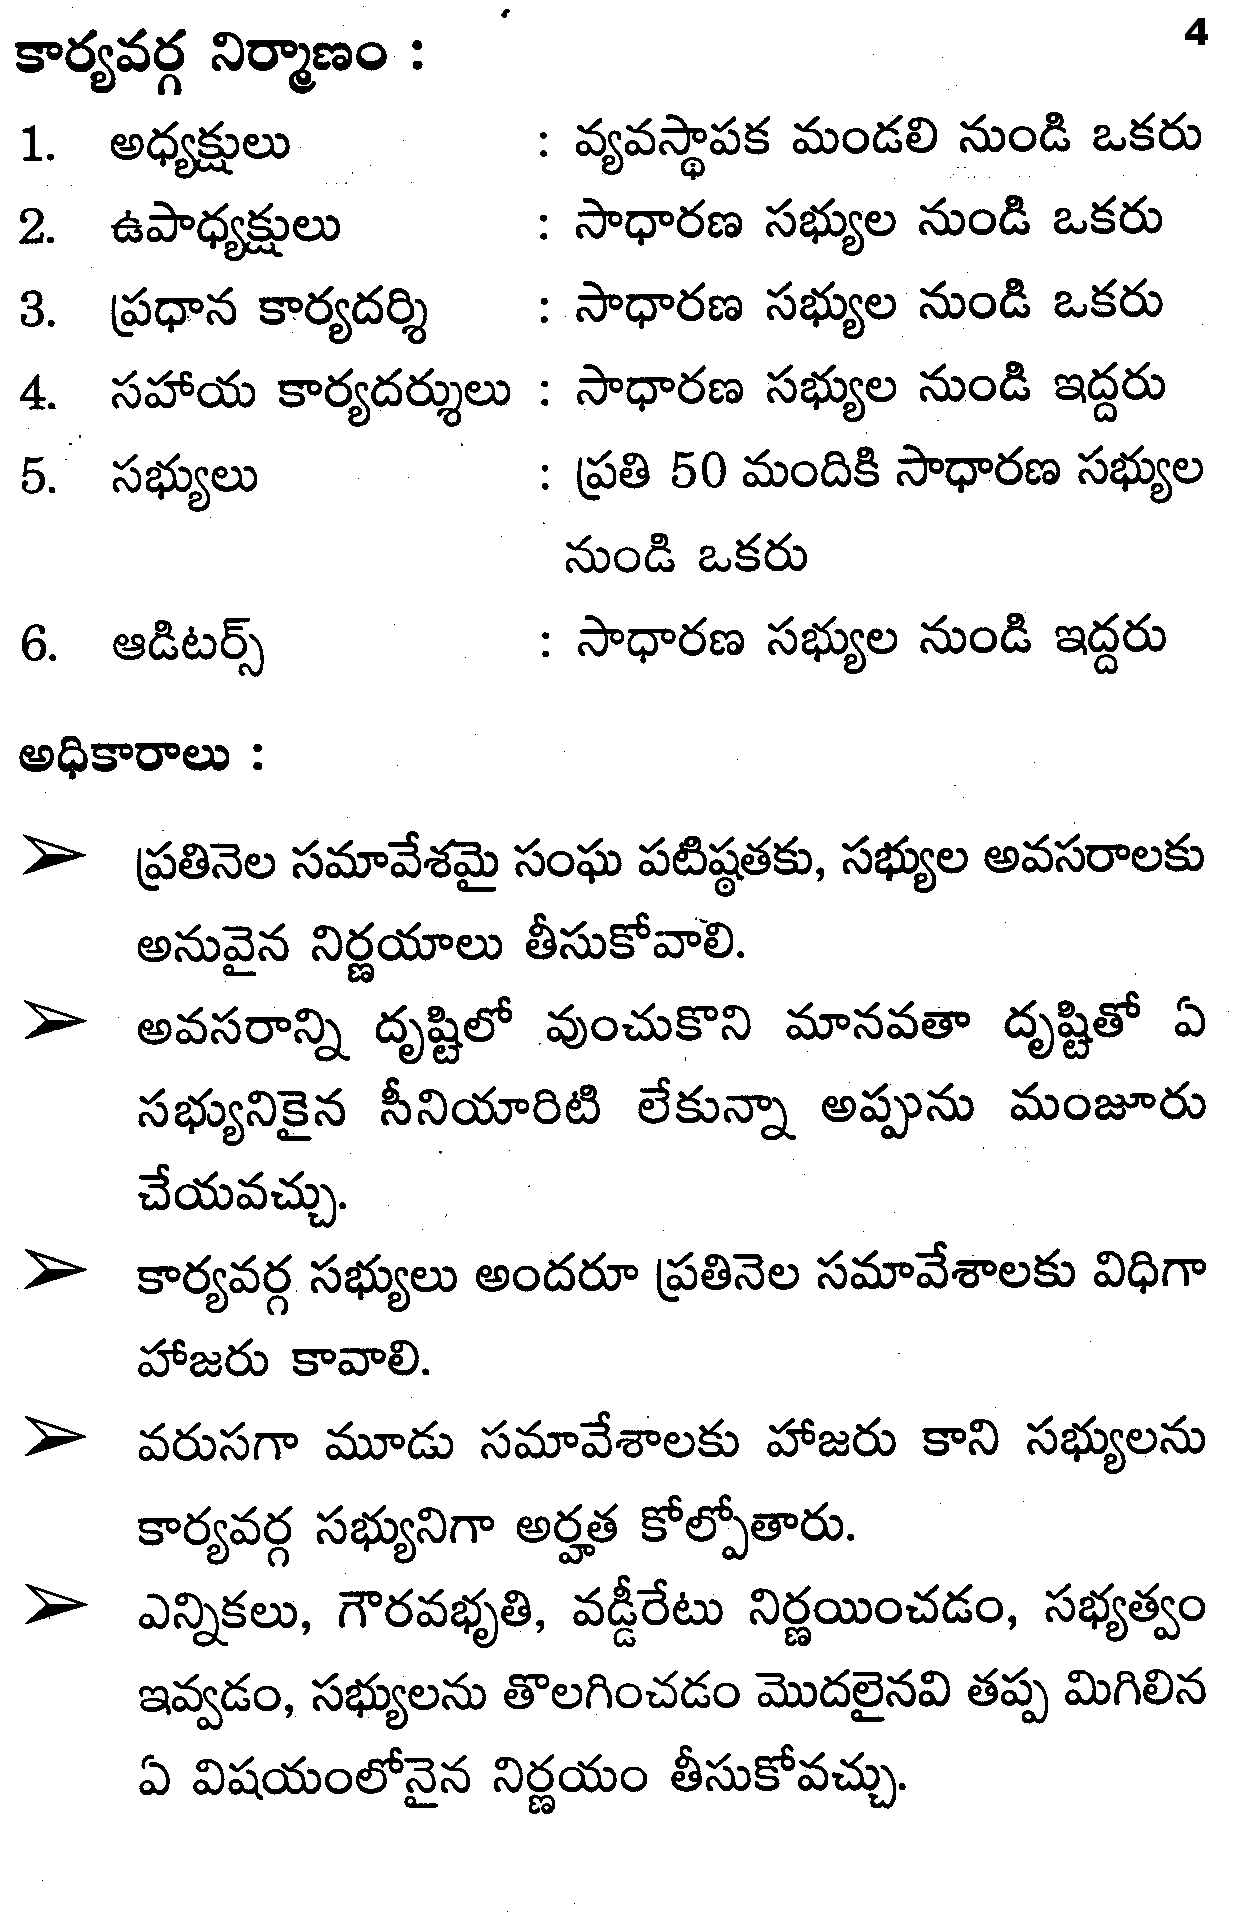 4
కార్యవర్గ నిర్మాణం :
1. అధ్యక్షులు : వ్యవస్థాపక మండలి నుండి ఒకరు
2. ఉపాధ్యక్షులు : సాధారణ సభ్యుల నుండి ఒకరు
3. ప్రధాన కార్యదర్శి : సాధారణ సభ్యుల నుండి ఒకరు
4. సహాయ కార్యదర్శులు : సాధారణ సభ్యుల నుండి ఇద్దరు
5. సభ్యులు : ప్రతి 50 మందికి సాధారణ సభ్యుల
నుండి ఒకరు
6. ఆడిటర్స్ : సాధారణ సభ్యుల నుండి ఇద్దరు
అధికారాలు :
➢ ప్రతినెల సమావేశమై సంఘ పటిష్ఠతకు, సభ్యుల అవసరాలకు
అనువైన నిర్ణయాలు తీసుకోవాలి.
➢ అవసరాన్ని దృష్టిలో వుంచుకొని మానవతా దృష్టితో ఏ
సభ్యునికైన సీనియారిటి లేకున్నా అప్పును మంజూరు
చేయవచ్చు.
➢ కార్యవర్గ సభ్యులు అందరూ ప్రతినెల సమావేశాలకు విధిగా
హాజరు కావాలి.
➢ వరుసగా మూడు సమావేశాలకు హాజరు కాని సభ్యులను
కార్యవర్గ సభ్యునిగా అర్హత కోల్పోతారు.
➢ ఎన్నికలు, గౌరవభృతి, వడ్డీరేటు నిర్ణయించడం, సభ్యత్వం
ఇవ్వడం, సభ్యులను తొలగించడం మొదలైనవి తప్ప మిగిలిన
ఏ విషయంలోనైన నిర్ణయం తీసుకోవచ్చు.